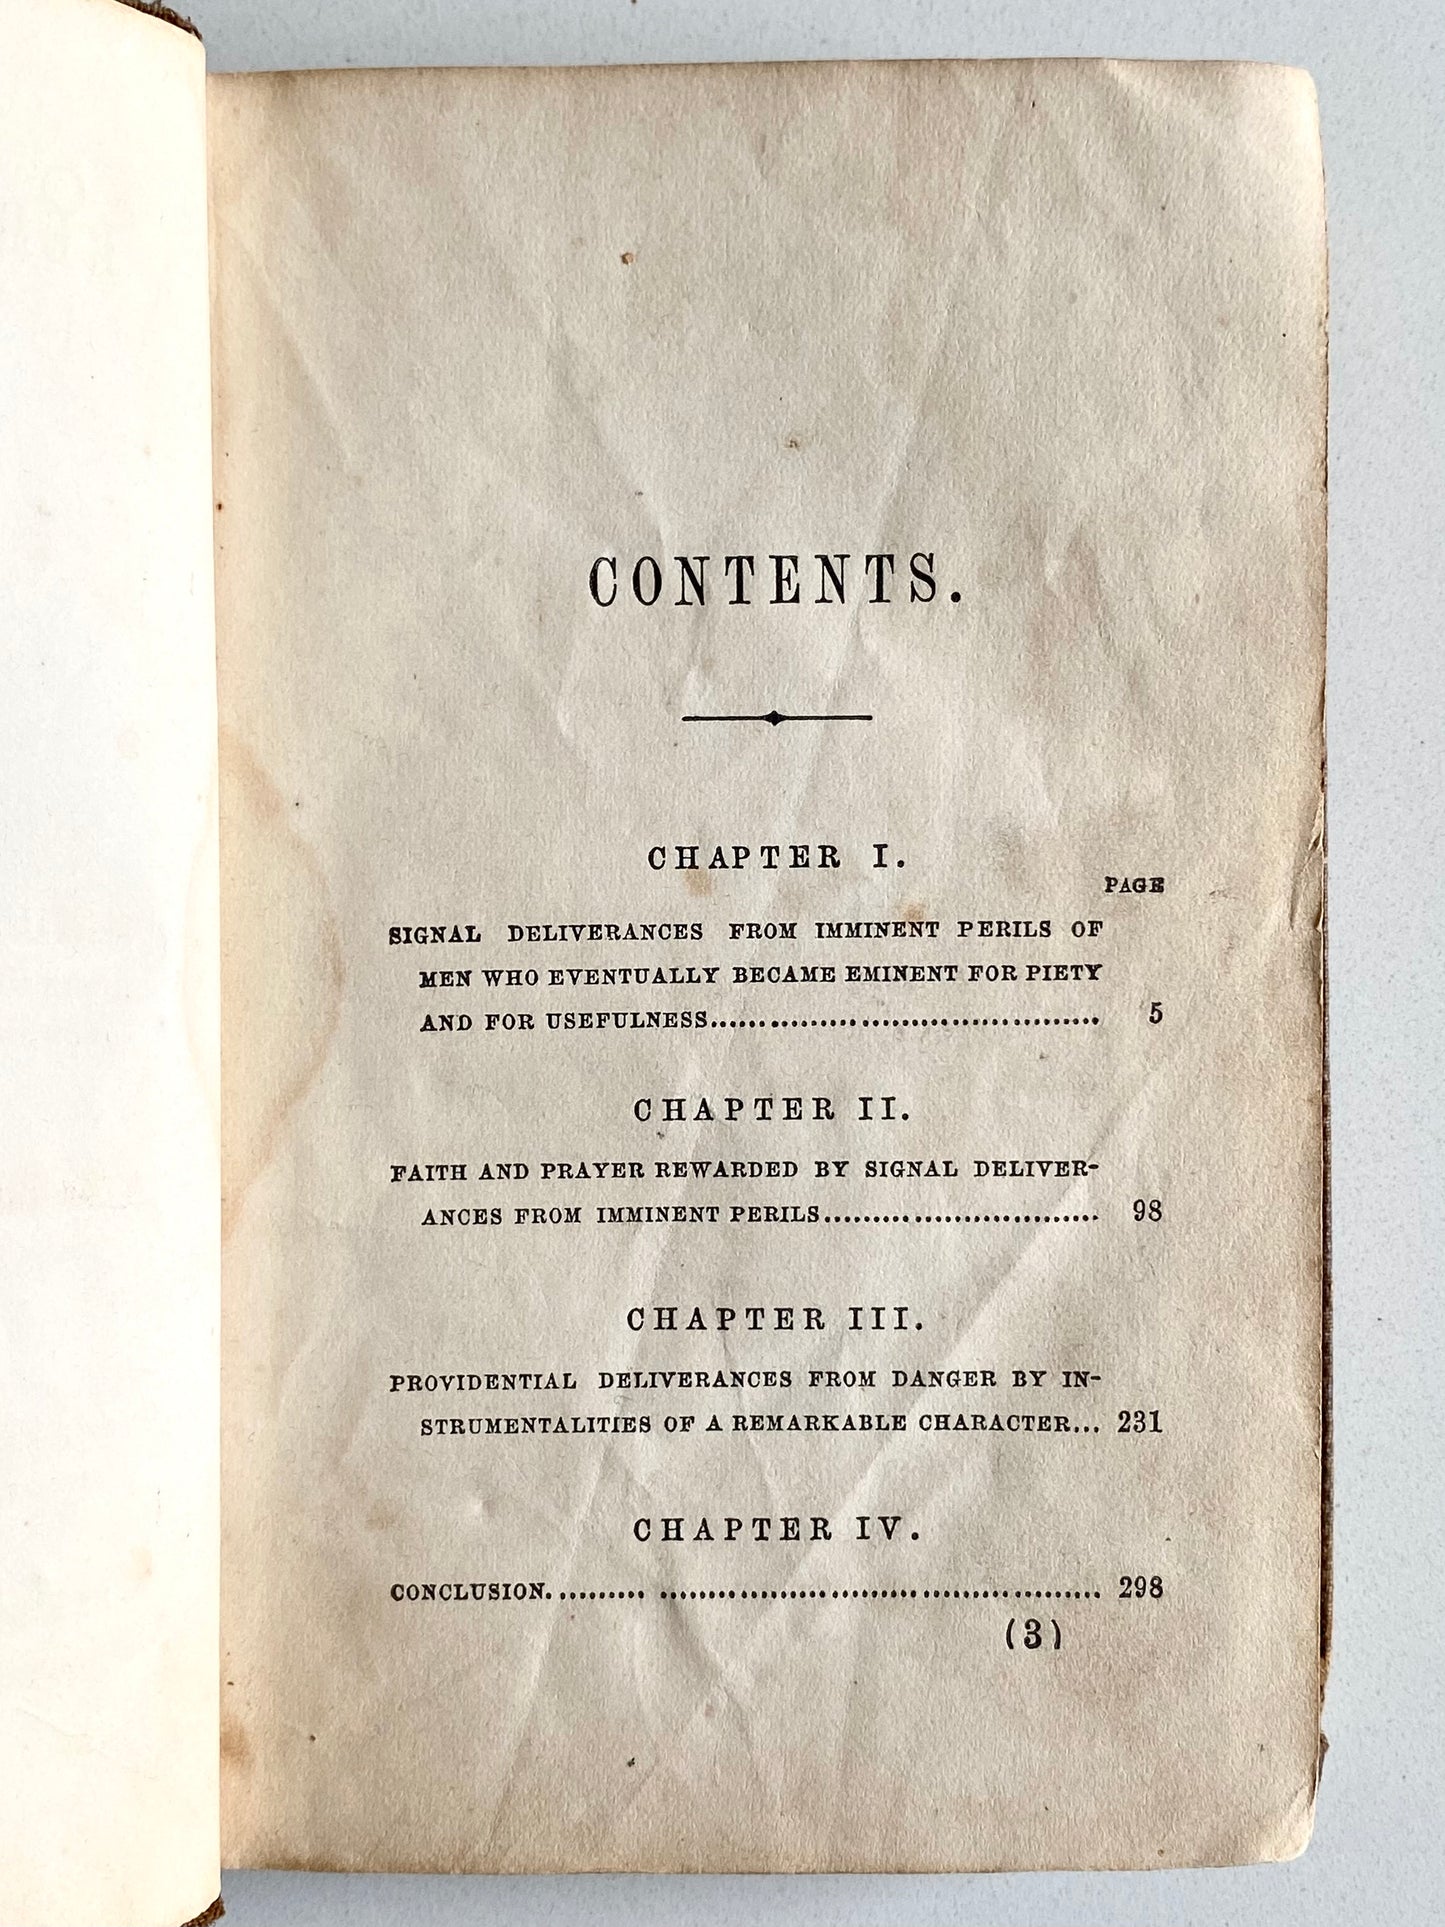 CONTENTS.
CHAPTER I.
PAGE
SIGNAL DELIVERANCES FROM IMMINENT PERILS OF
MEN WHO EVENTUALLY BECAME EMINENT FOR PIETY
AND FOR USEFULNESS........................................ 5
CHAPTER II.
FAITH AND PRAYER REWARDED BY SIGNAL DELIVER-
ANCES FROM IMMINENT PERILS............................. 98
CHAPTER III.
PROVIDENTIAL DELIVERANCES FROM DANGER BY IN-
STRUMENTALITIES OF A REMARKABLE CHARACTER... 231
CHAPTER IV.
CONCLUSION.......... ............................................. 298
(3)